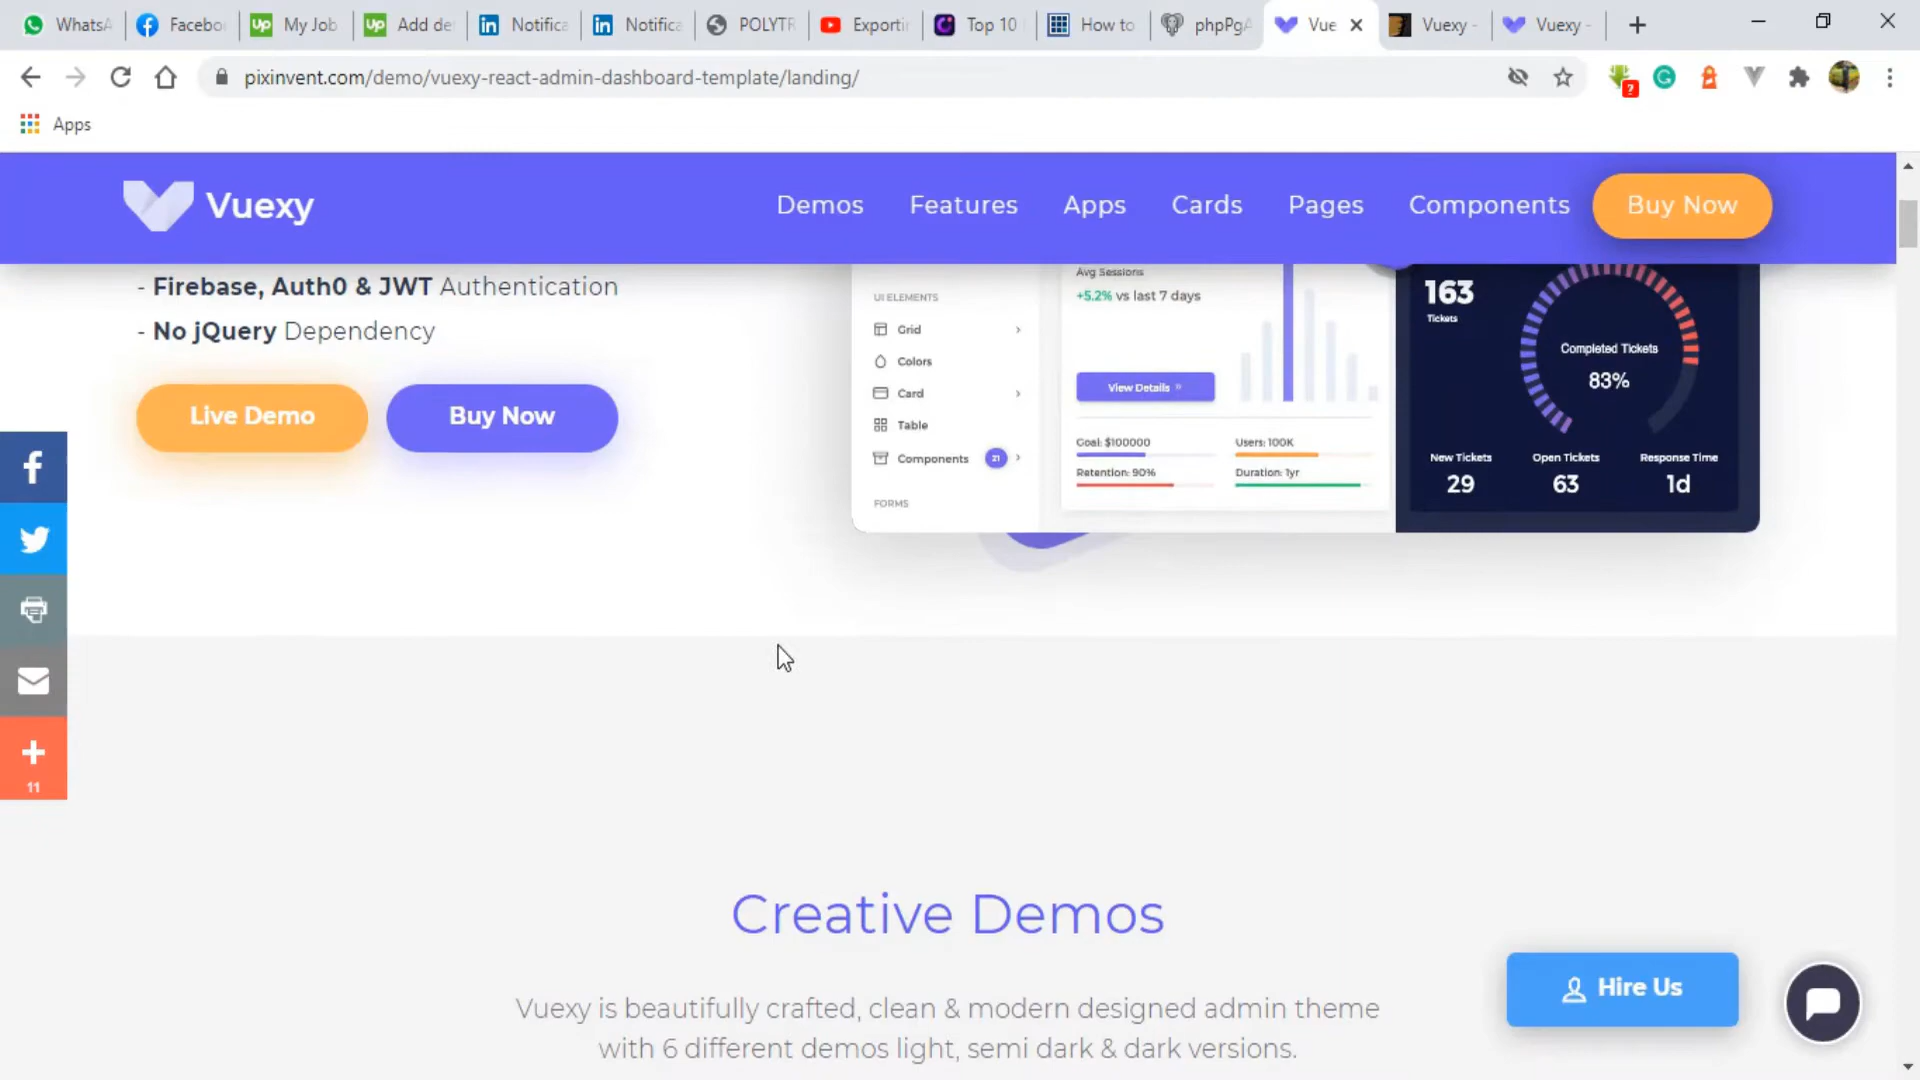 WhatsA
Faceboo
My Job
Add de
Notifica
Notifica
POLYTR
Exportin
Top 10
How to
phpPgA
Vue
Vuexy -
Vuexy -
pixinvent.com/demo/vuexy-react-admin-dashboard-template/landing/
Apps
Vuexy
Demos
Features
Apps
Cards
Pages
Components
Buy Now
- Firebase, Auth0 & JWT Authentication
- No jQuery Dependency
Live Demo
Buy Now
11
UI ELEMENTS
Grid
Colors
Card
Table
Components 21
FORMS
Avg Sessions
+5.2% vs last 7 days
View Details »
Goal: $100000
Users: 100K
Retention: 90%
Duration: 1yr
163
Tickets
Completed Tickets
83%
New Tickets
Open Tickets
Response Time
29
63
1d
Creative Demos
Vuexy is beautifully crafted, clean & modern designed admin theme
with 6 different demos light, semi dark & dark versions.
Hire Us